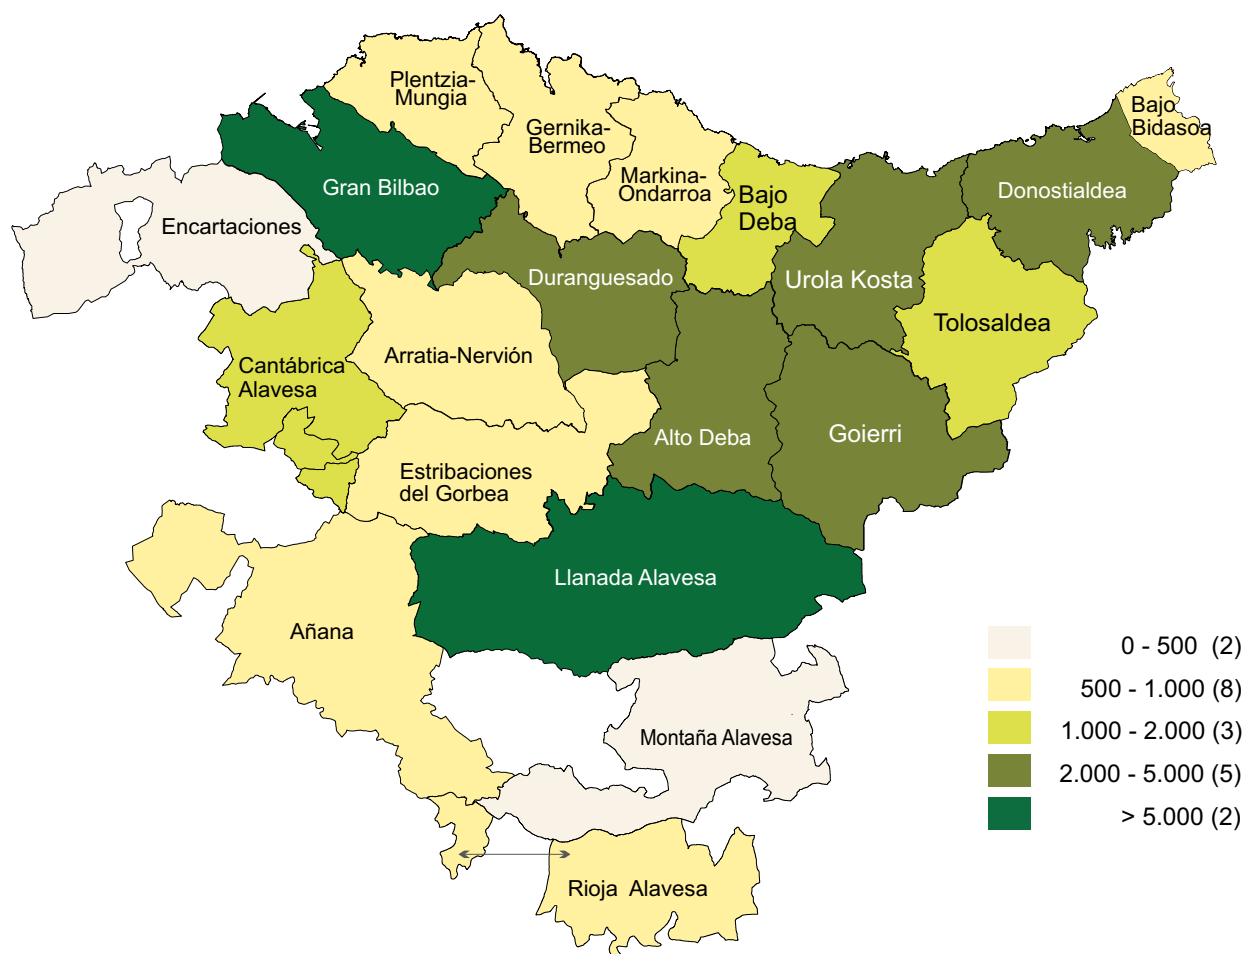 Plentzia-
Mungia
Gernika-
Bermeo
Markina-
Ondarroa
Bajo
Bidasoa
Gran Bilbao
Bajo
Deba
Donostialdea
Encartaciones
Duranguesado
Urola Kosta
Tolosaldea
Arratia-Nervión
Cantábrica
Alavesa
Alto Deba
Goierri
Estribaciones
del Gorbea
Llanada Alavesa
Añana
Montaña Alavesa
Rioja Alavesa
0 - 500 (2)
500 - 1.000 (8)
1.000 - 2.000 (3)
2.000 - 5.000 (5)
> 5.000 (2)